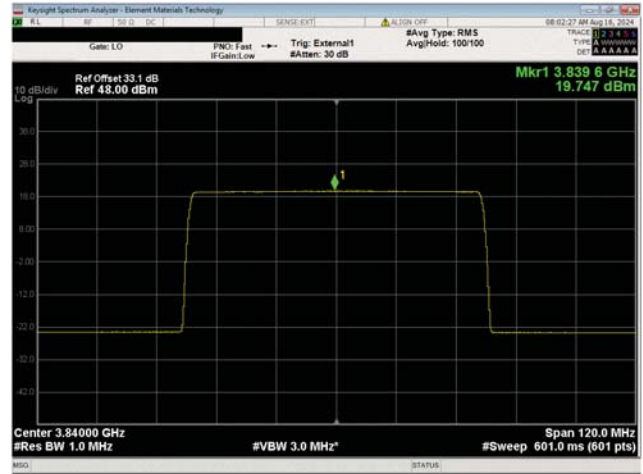 Keysight Spectrum Analyzer - Element Materials Technology
RL RF 50 Ω DC SENSE:EXT ALIGN OFF 08:02:27 AM Aug 16, 2024
Gate: LO
PNO: Fast
IFGain:Low
Trig: External1
#Atten: 30 dB
#Avg Type: RMS
Avg|Hold: 100/100
TRACE 1 2 3 4 5 6
TYPE A WWWWW
DET A A A A A A
Mkr1 3.839 6 GHz
19.747 dBm
Ref Offset 33.1 dB
10 dB/div Ref 48.00 dBm
Log
38.0
28.0
18.0
8.00
-2.00
-12.0
-22.0
-32.0
-42.0
1
Center 3.84000 GHz Span 120.0 MHz
#Res BW 1.0 MHz #VBW 3.0 MHz* #Sweep 601.0 ms (601 pts)
MSG STATUS